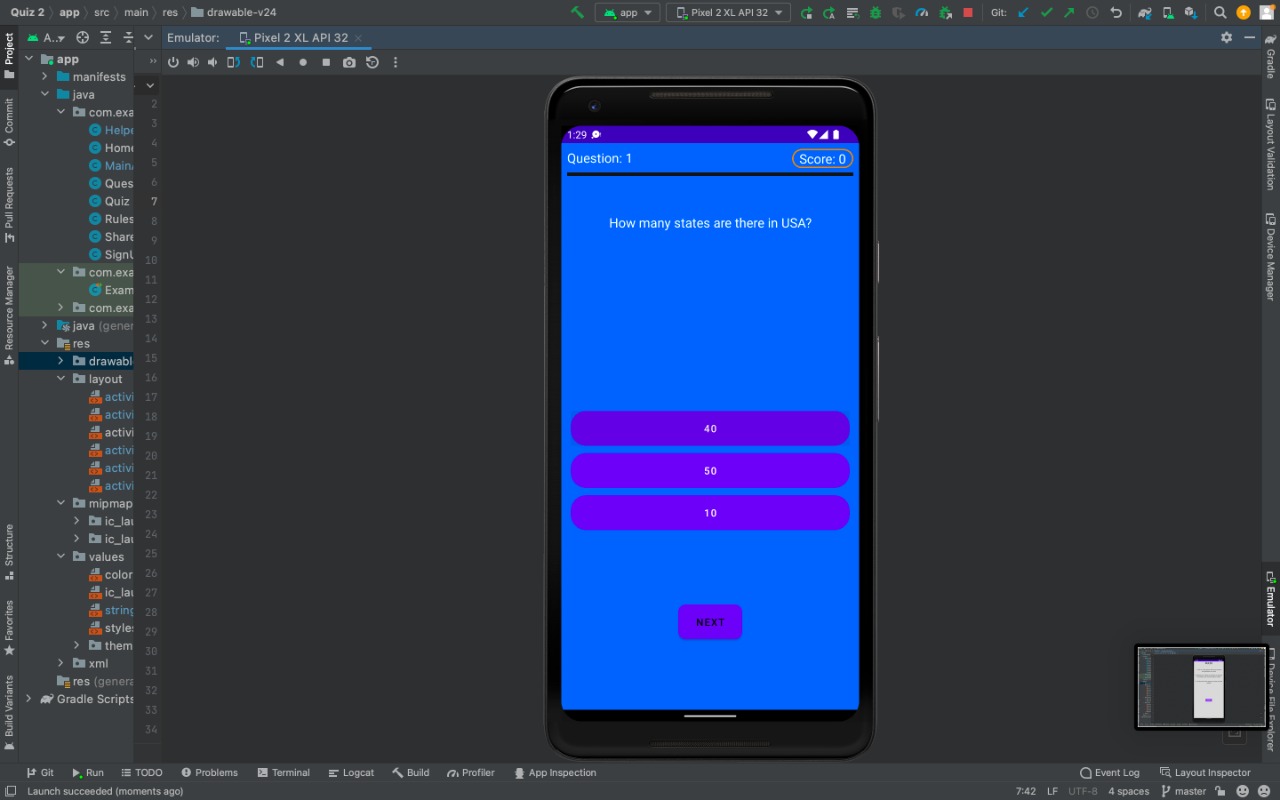 Quiz 2 app src main res drawable-v24
app Pixel 2 XL API 32 Git:
A... Emulator: Pixel 2 XL API 32
Project
Commit
Pull Requests
Resource Manager
Structure
Favorites
Build Variants
app
manifests
java
com.exa
Helpe
Home
MainA
Ques
Quiz
Rules
Share
SignU
com.exa
Exam
com.exa
java (gener
res
drawabl
layout
activi
activi
activi
activi
activi
activi
mipmap
ic_lau
ic_lau
values
color
ic_lau
string
styles
them
xml
res (genera
Gradle Scripts
2
3
4
5
6
7
8
9
10
11
12
13
14
15
16
17
18
19
20
21
22
23
24
25
26
27
28
29
30
31
32
33
34
1:29
Question: 1 Score: 0
How many states are there in USA?
40
50
10
NEXT
Gradle
Layout Validation
Device Manager
Emulator
Device File Explorer
Git Run TODO Problems Terminal Logcat Build Profiler App Inspection Event Log Layout Inspector
Launch succeeded (moments ago) 7:42 LF UTF-8 4 spaces master